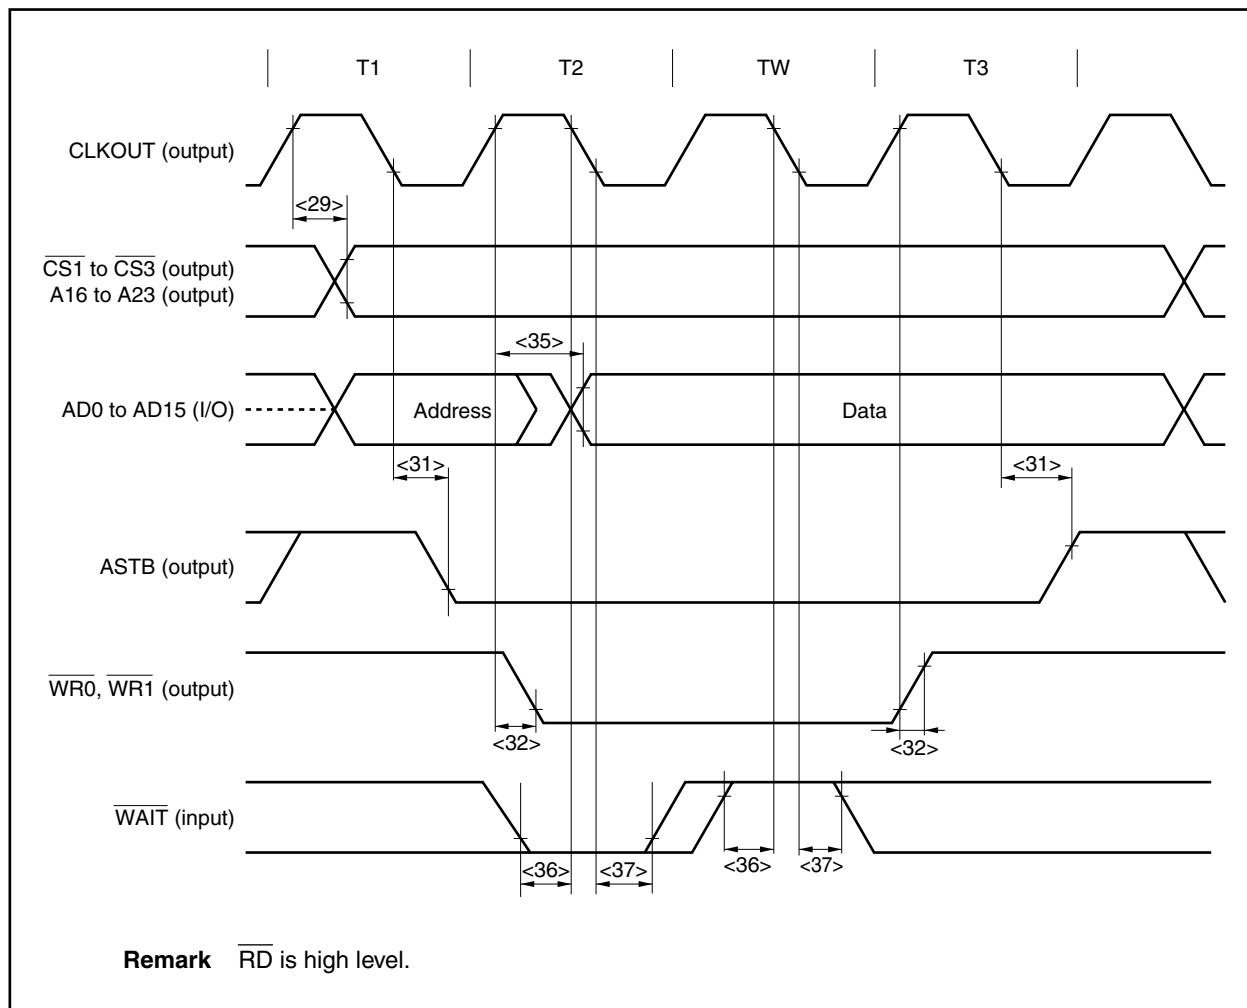 T1 T2 TW T3
CLKOUT (output)
<29>
CS1 to CS3 (output)
A16 to A23 (output)
<35>
AD0 to AD15 (I/O) Address Data
<31> <31>
ASTB (output)
WR0, WR1 (output)
<32> <32>
WAIT (input)
<36> <37> <36> <37>
Remark RD is high level.